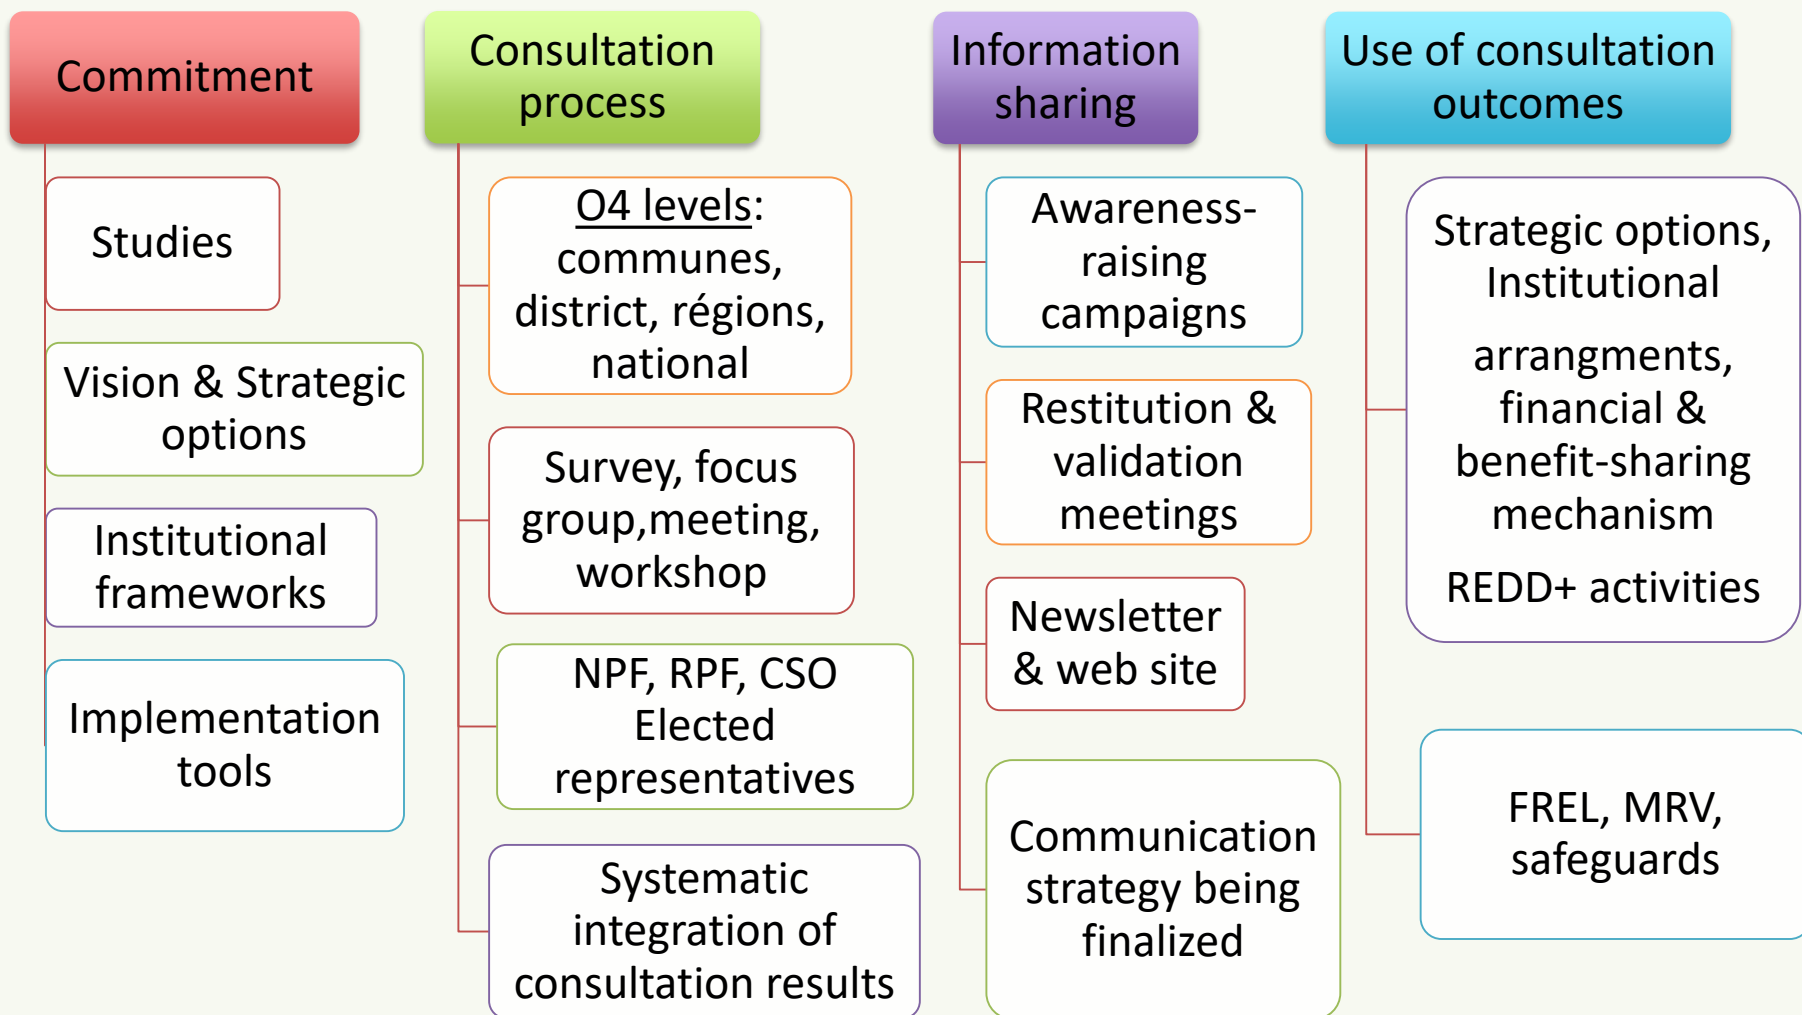 Commitment
Studies
Vision & Strategic
options
Institutional
frameworks
Implementation
tools
Consultation
process
O4 levels:
communes,
district, régions,
national
Survey, focus
group,meeting,
workshop
NPF, RPF, CSO
Elected
representatives
Systematic
integration of
consultation results
Information
sharing
Awareness-
raising
campaigns
Restitution &
validation
meetings
Newsletter
& web site
Communication
strategy being
finalized
Use of consultation
outcomes
Strategic options,
Institutional
arrangments,
financial &
benefit-sharing
mechanism
REDD+ activities
FREL, MRV,
safeguards